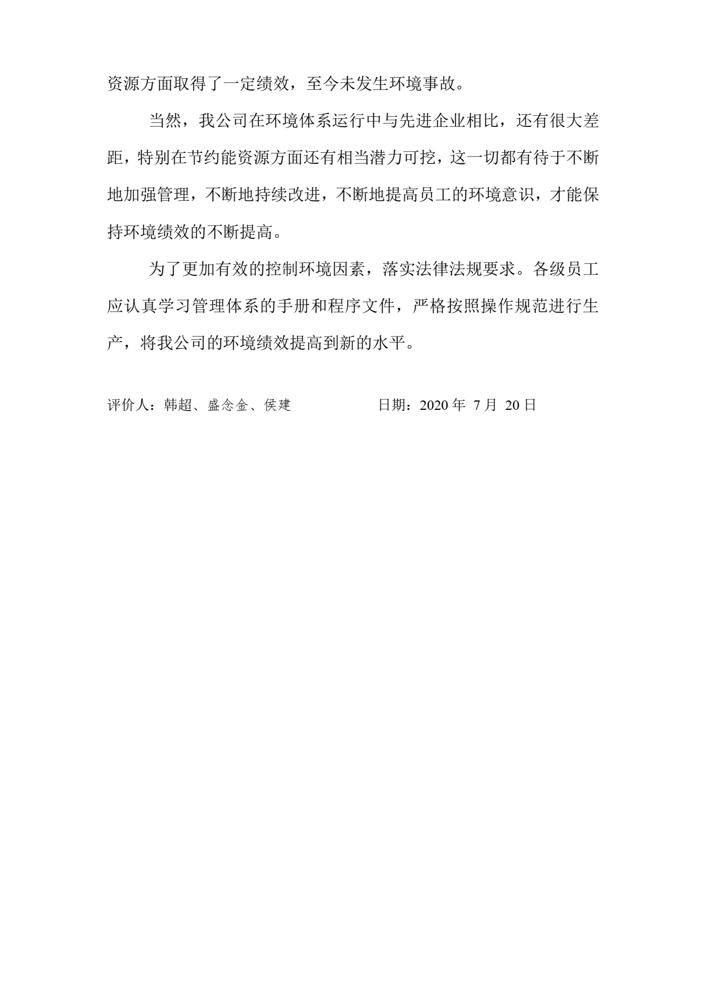 资源方面取得了一定绩效，至今未发生环境事故。
当然，我公司在环境体系运行中与先进企业相比，还有很大差
距，特别在节约能资源方面还有相当潜力可挖，这一切都有待于不断
地加强管理，不断地持续改进，不断地提高员工的环境意识，才能保
持环境绩效的不断提高。
为了更加有效的控制环境因素，落实法律法规要求。各级员工
应认真学习管理体系的手册和程序文件，严格按照操作规范进行生
产，将我公司的环境绩效提高到新的水平。
评价人：韩超、盛念金、侯建 日期：2020 年 7 月 20 日